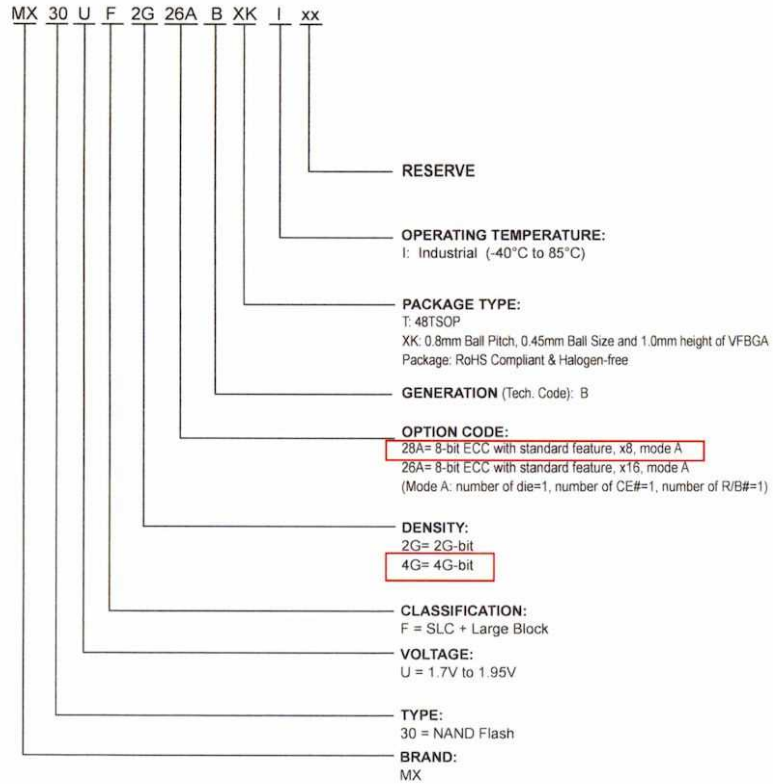 MX 30 U F 2G 26A B XK I xx
RESERVE
OPERATING TEMPERATURE:
I: Industrial (-40°C to 85°C)
PACKAGE TYPE:
T: 48TSOP
XK: 0.8mm Ball Pitch, 0.45mm Ball Size and 1.0mm height of VFBGA
Package: RoHS Compliant & Halogen-free
GENERATION (Tech. Code): B
OPTION CODE:
28A= 8-bit ECC with standard feature, x8, mode A
26A= 8-bit ECC with standard feature, x16, mode A
(Mode A: number of die=1, number of CE#=1, number of R/B#=1)
DENSITY:
2G= 2G-bit
4G= 4G-bit
CLASSIFICATION:
F = SLC + Large Block
VOLTAGE:
U = 1.7V to 1.95V
TYPE:
30 = NAND Flash
BRAND:
MX